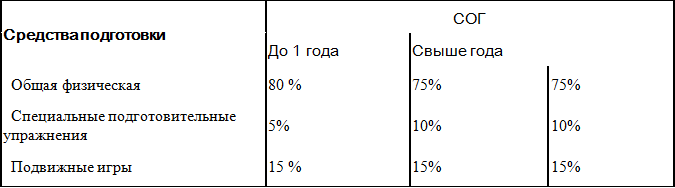 СОГ
Средства подготовки
До 1 года Свыше года
Общая физическая 80 % 75% 75%
Специальные подготовительные
упражнения 5% 10% 10%
Подвижные игры 15 % 15% 15%